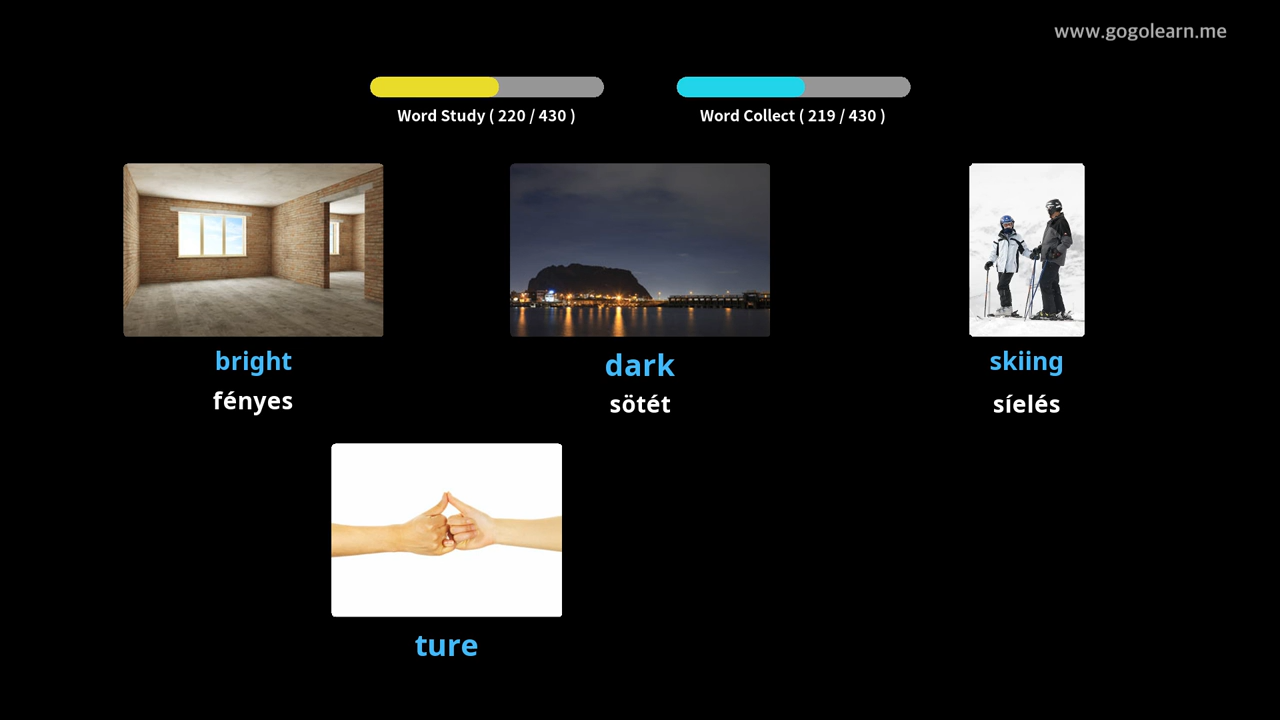 www.gogolearn.me
Word Study ( 220 / 430 )
Word Collect ( 219 / 430 )
bright
dark
skiing
fényes
sötét
síelés
ture